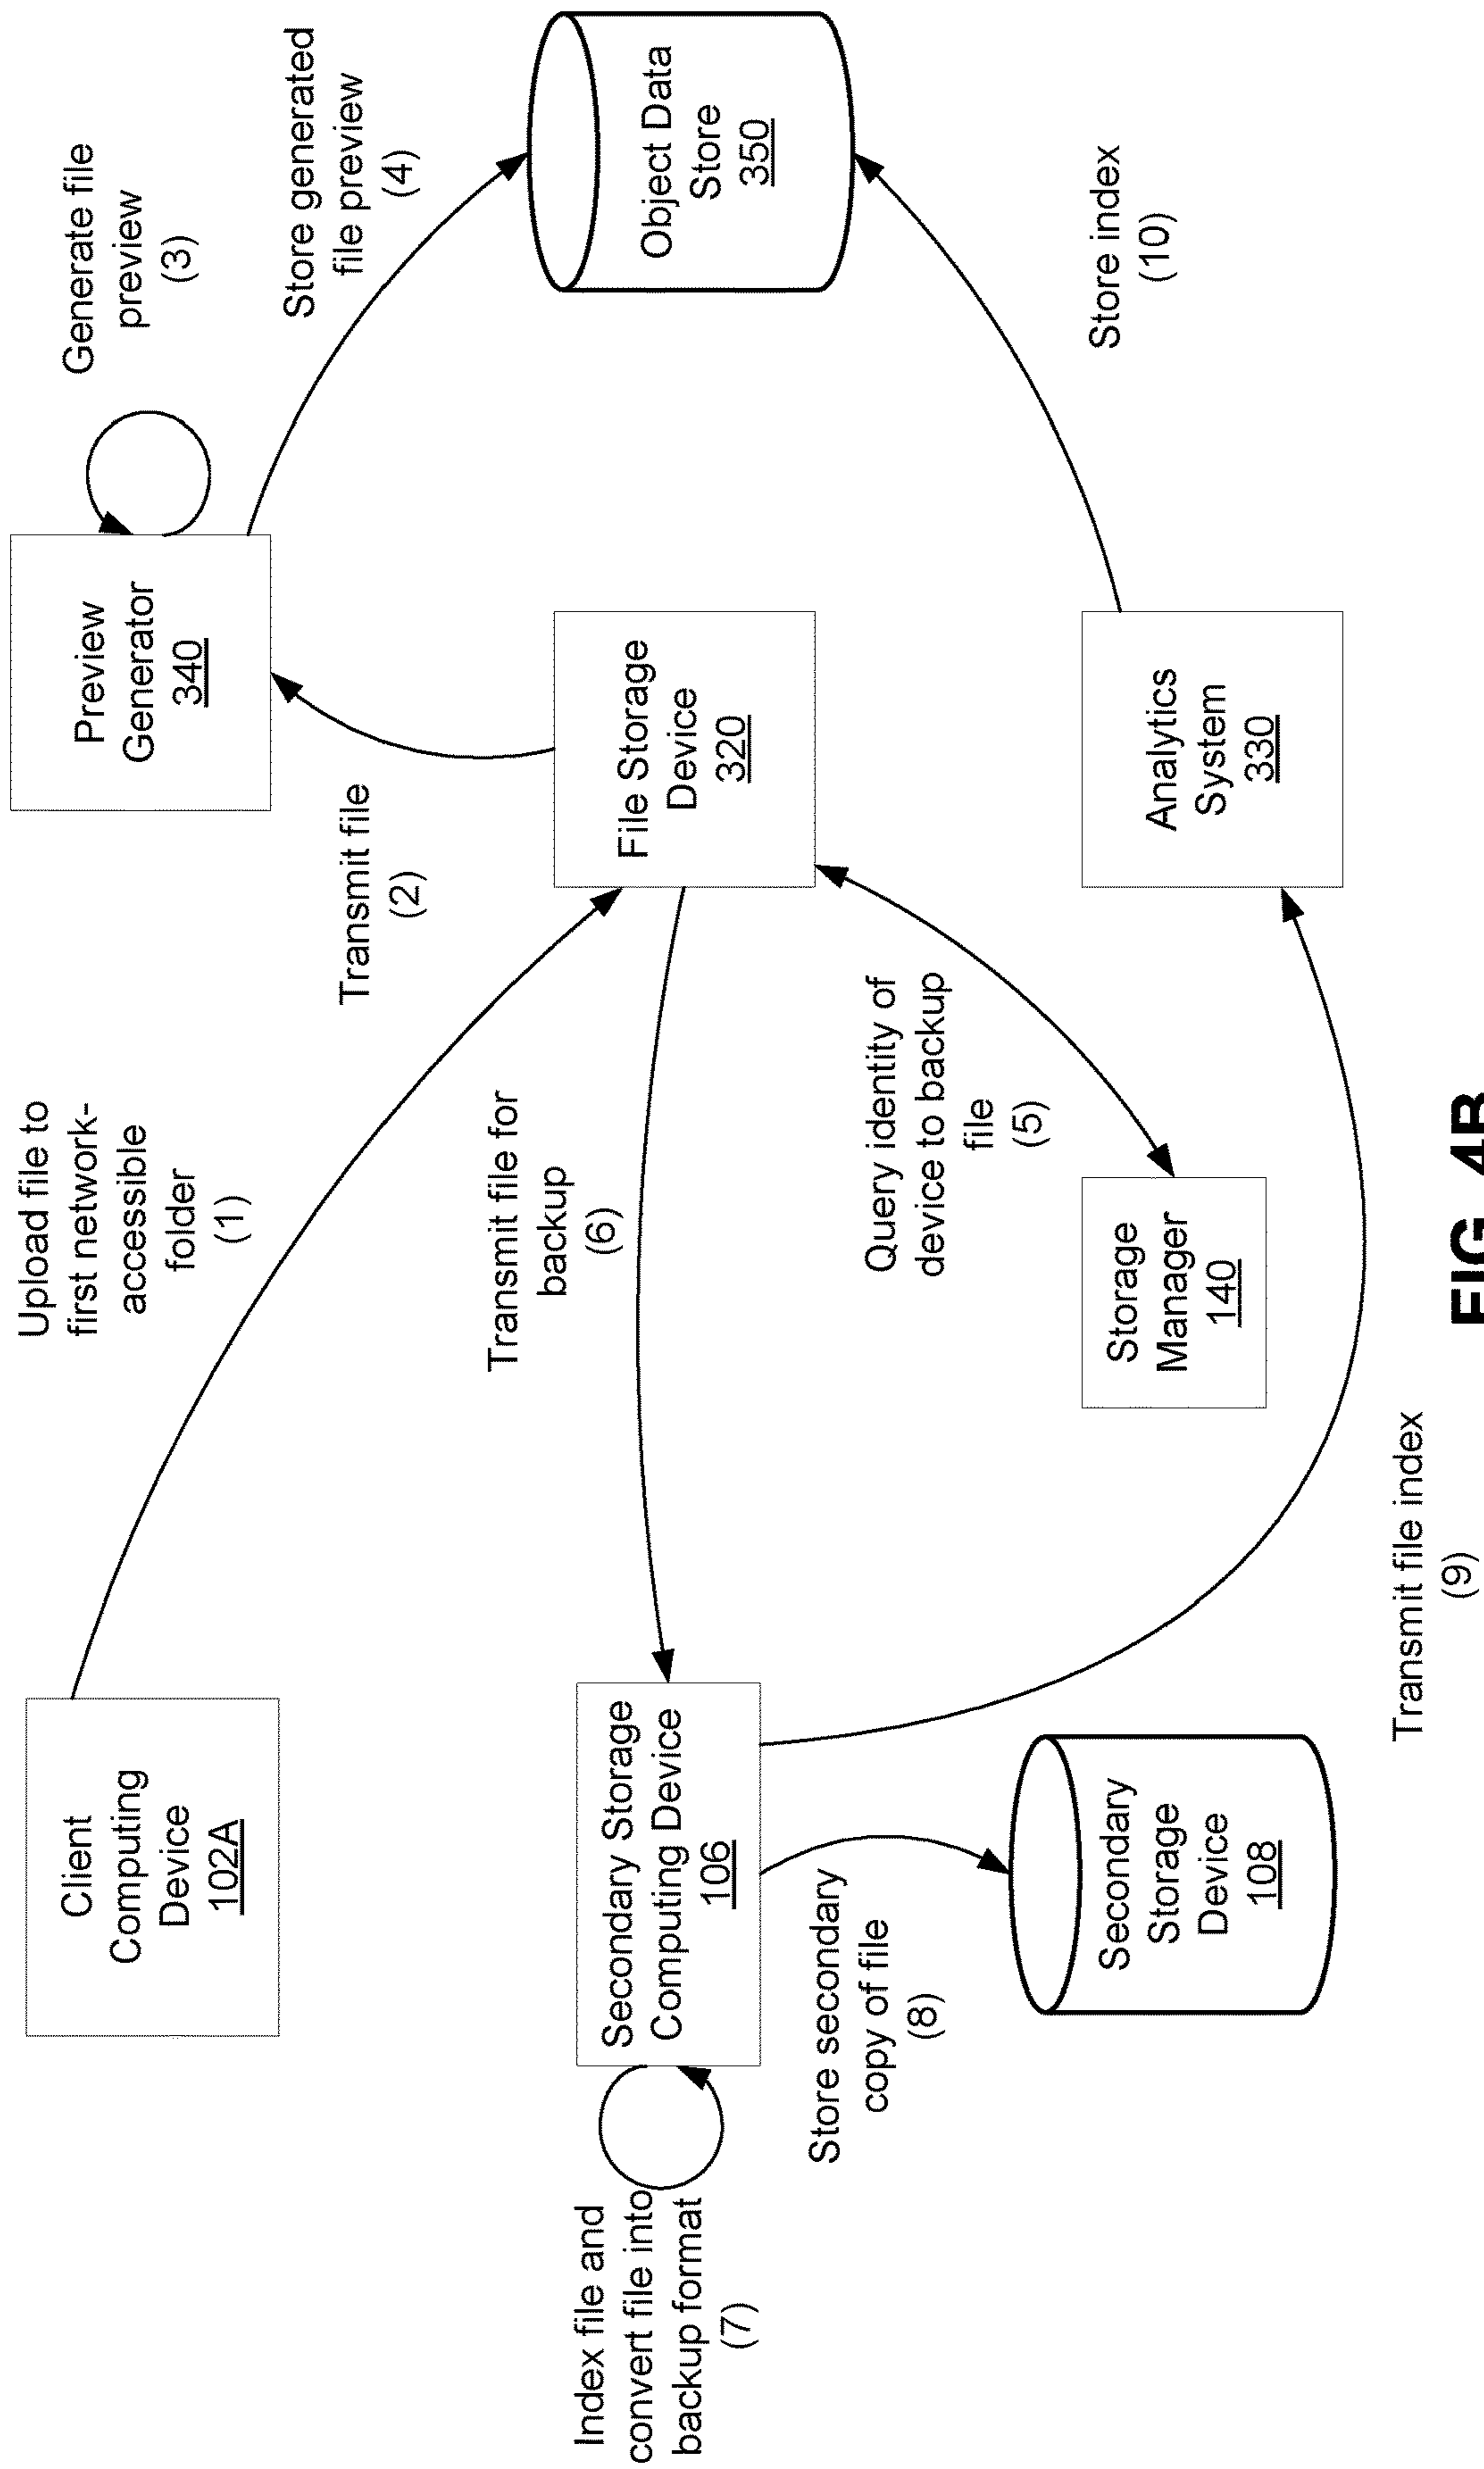 Client
Computing
Device
102A
Upload file to
first network-
accessible
folder
(1)
Transmit file
(2)
Preview
Generator
340
Generate file
preview
(3)
Store generated
file preview
(4)
Object Data
Store
350
File Storage
Device
320
Transmit file for
backup
(6)
Query identity of
device to backup
file
(5)
Index file and
convert file into
backup format
(7)
Secondary Storage
Computing Device
106
Store secondary
copy of file
(8)
Secondary
Storage
Device
108
Storage
Manager
140
Analytics
System
330
Store index
(10)
Transmit file index
(9)
FIG. 4B